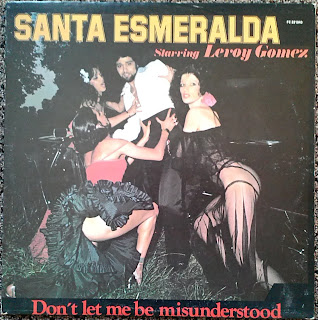 SANTA ESMERALDA
Starring Leroy Gomez
Don't let me be misunderstood